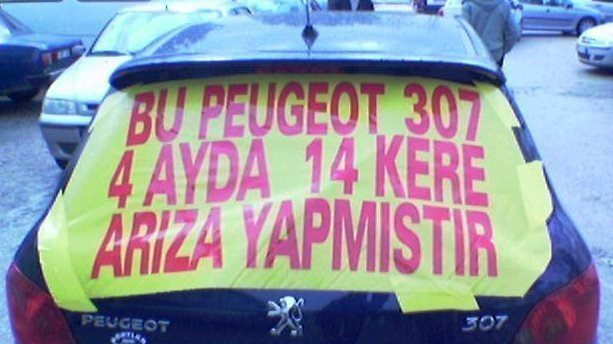 BU PEUGEOT 307
4 AYDA 14 KERE
ARIZA YAPMISTIR
PEUGEOT
307